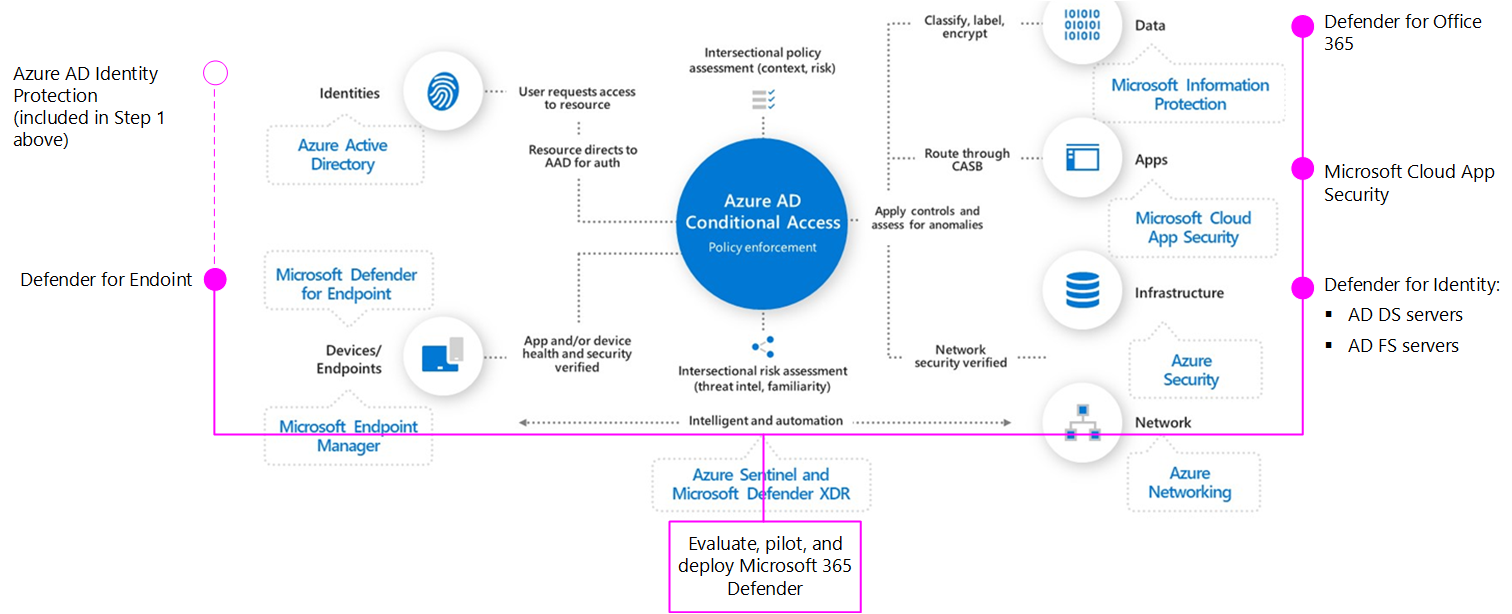 Azure AD Identity
Protection
(included in Step 1
above)
Defender for Endoint
Identities
Azure Active
Directory
User requests access
to resource
Resource directs to
AAD for auth
Microsoft Defender
for Endpoint
Devices/
Endpoints
App and/or device
health and security
verified
Microsoft Endpoint
Manager
Intersectional policy
assessment (context, risk)
Azure AD
Conditional Access
Policy enforcement
Intersectional risk assessment
(threat intel, familiarity)
Intelligent and automation
Azure Sentinel and
Microsoft Defender XDR
Evaluate, pilot, and
deploy Microsoft 365
Defender
Classify, label,
encrypt
Route through
CASB
Apply controls and
assess for anomalies
Network
security verified
101010
010101
101010
Data
Microsoft Information
Protection
Apps
Microsoft Cloud
App Security
Infrastructure
Azure
Security
Network
Azure
Networking
Defender for Office
365
Microsoft Cloud App
Security
Defender for Identity:
▪ AD DS servers
▪ AD FS servers